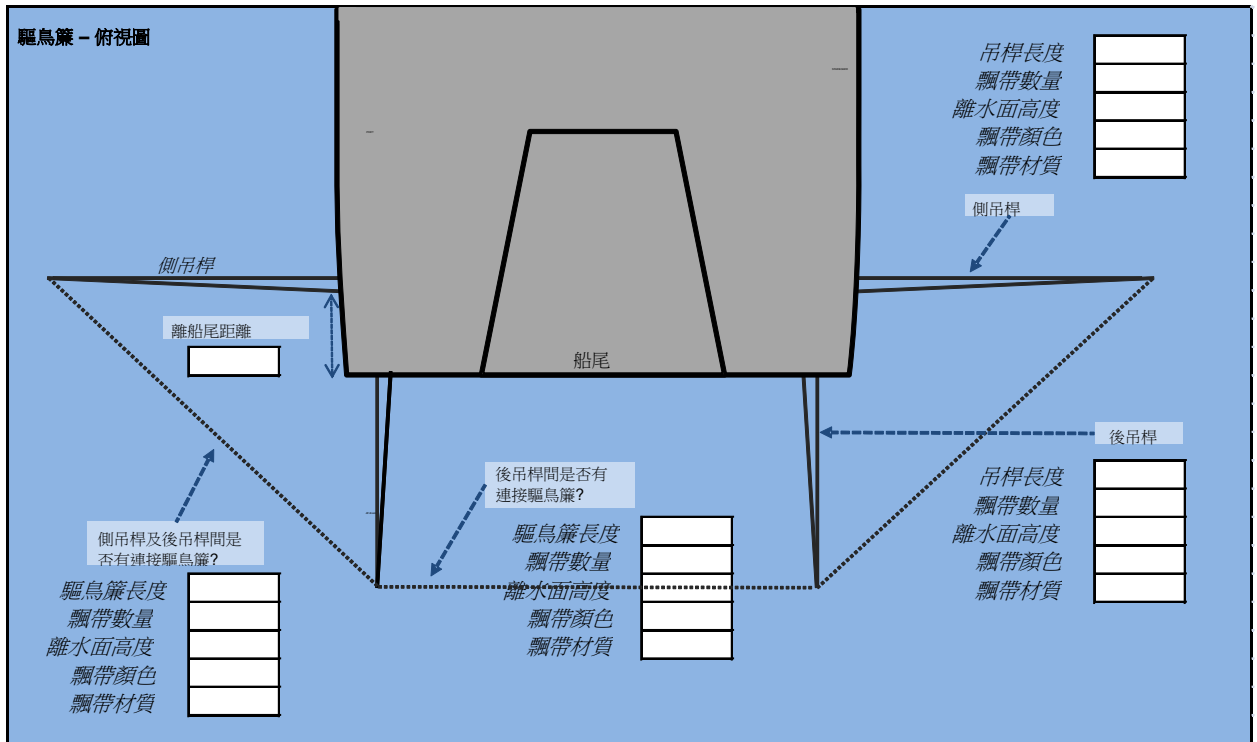 驅鳥簾 – 俯視圖
吊桿長度
飄帶數量
離水面高度
飄帶顏色
飄帶材質
側吊桿
側吊桿
離船尾距離
船尾
後吊桿
後吊桿間是否有
連接驅鳥簾?
吊桿長度
飄帶數量
離水面高度
飄帶顏色
飄帶材質
側吊桿及後吊桿間是
否有連接驅鳥簾?
驅鳥簾長度
飄帶數量
離水面高度
飄帶顏色
飄帶材質
驅鳥簾長度
飄帶數量
離水面高度
飄帶顏色
飄帶材質